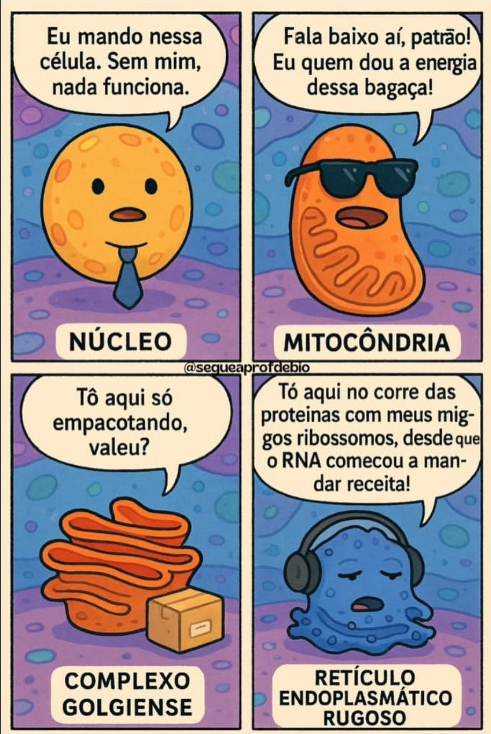 Eu mando nessa
célula. Sem mim,
nada funciona.
NÚCLEO
Fala baixo aí, patrão!
Eu quem dou a energia
dessa bagaça!
MITOCÔNDRIA
@segueaprofdebio
Tô aqui só
empacotando,
valeu?
COMPLEXO
GOLGIENSE
Tó aqui no corre das
proteinas com meus mig-
gos ribossomos, desde que
o RNA comecou a man-
dar receita!
RETÍCULO
ENDOPLASMÁTICO
RUGOSO